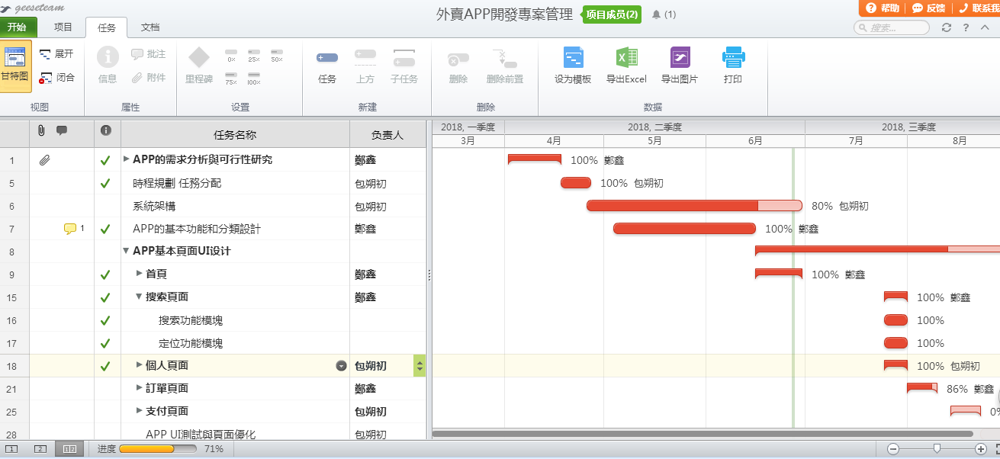 geeseteam
外賣APP開發專案管理 项目成员(2) (1)
帮助 反馈 联系我
开始 项目 任务 文档
搜索...
甘特图 展开 闭合
信息 批注 附件
里程碑 0% 25% 50% 75% 100%
任务 上方 子任务
删除 删除前置
设为模板 导出Excel 导出图片 打印
视图 属性 设置 新建 删除 数据
任务名称 负责人
2018, 一季度 2018, 二季度 2018, 三季度
3月 4月 5月 6月 7月 8月
1 APP的需求分析與可行性研究 鄭鑫 100% 鄭鑫
5 時程規劃 任務分配 包朔初 100% 包朔初
6 系統架構 包朔初 80% 包朔初
7 1 APP的基本功能和分類設計 鄭鑫 100% 鄭鑫
8 APP基本頁面UI设计
9 首頁 鄭鑫 100% 鄭鑫
15 搜索頁面 鄭鑫 100% 鄭鑫
16 搜索功能模塊 100%
17 定位功能模塊 100%
18 個人頁面 包朔初 100% 包朔初
21 訂單頁面 鄭鑫 86% 鄭鑫
25 支付頁面 包朔初 0%
28 APP UI測試與頁面優化 包朔初
1 2 1 2 进度 71%